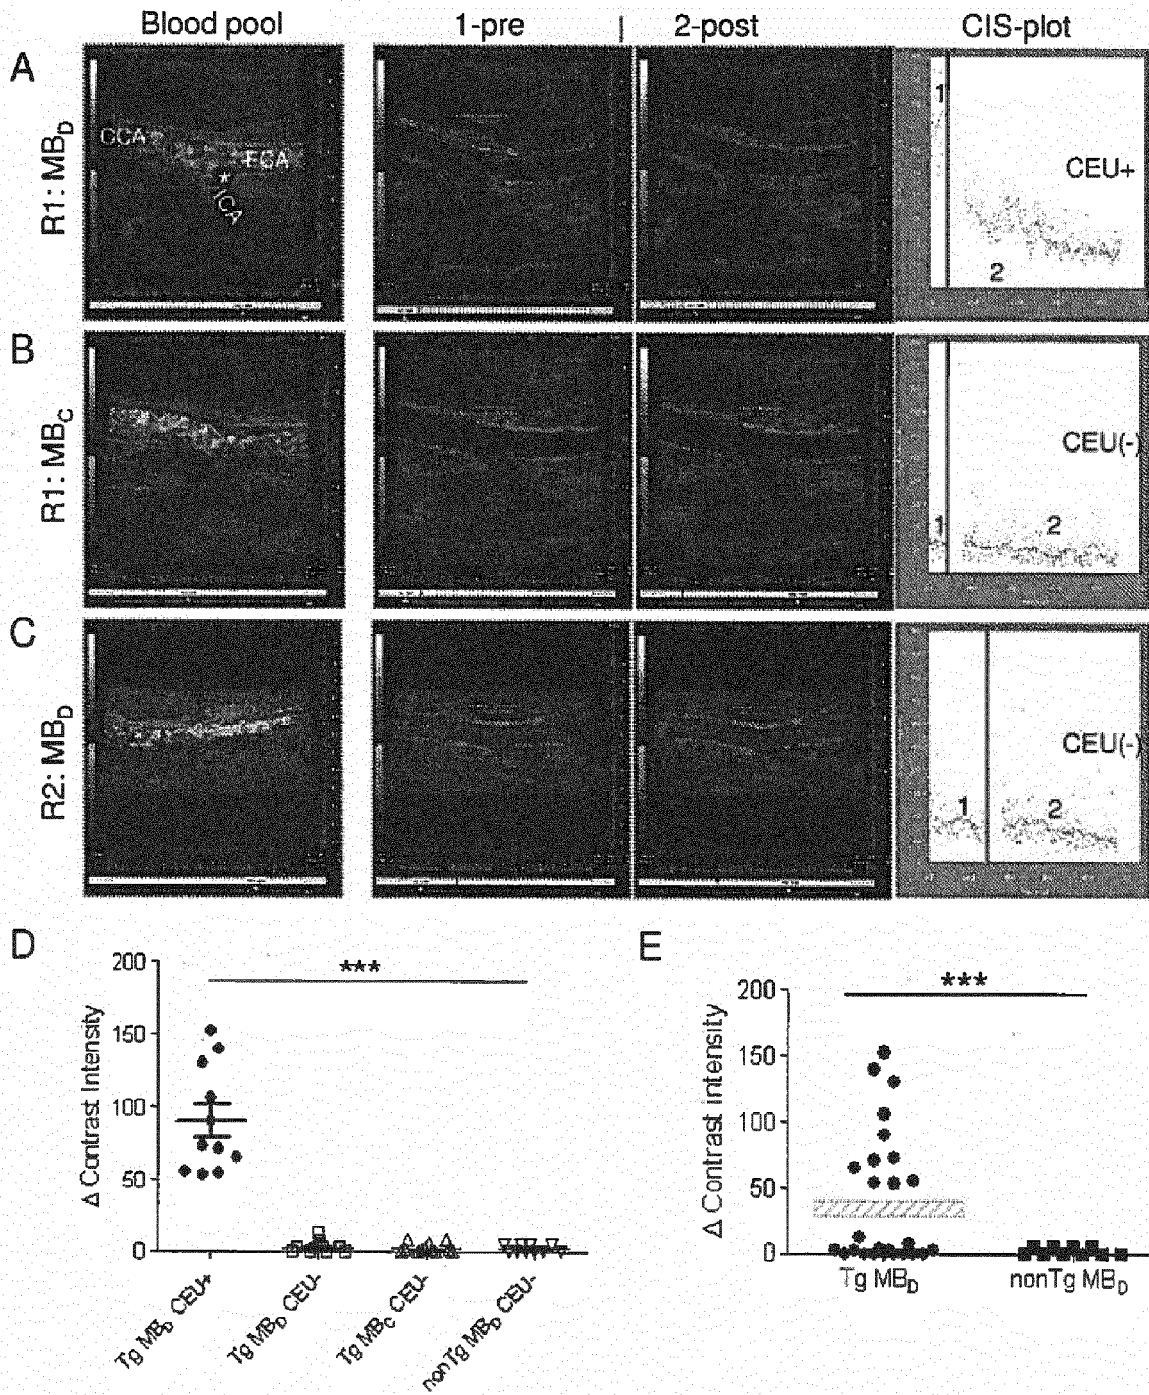 Blood pool 1-pre | 2-post CIS-plot
A
R1: MBD
CCA
ECA
*
ICA
1
CEU+
2
B
R1: MBC
CEU(-)
1
2
C
R2: MBD
CEU(-)
1
2
D
Δ Contrast Intensity
200
150
100
50
0
***
Tg MBD CEU+
Tg MBD CEU-
Tg MBC CEU-
nonTg MBD CEU-
E
Δ Contrast Intensity
200
150
100
50
0
***
Tg MBD
nonTg MBD